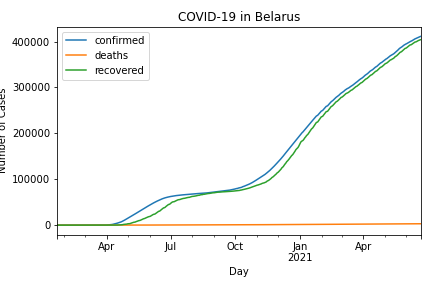 COVID-19 in Belarus
confirmed
deaths
recovered
Number of Cases
400000
300000
200000
100000
0
Apr
Jul
Oct
Jan
2021
Apr
Day